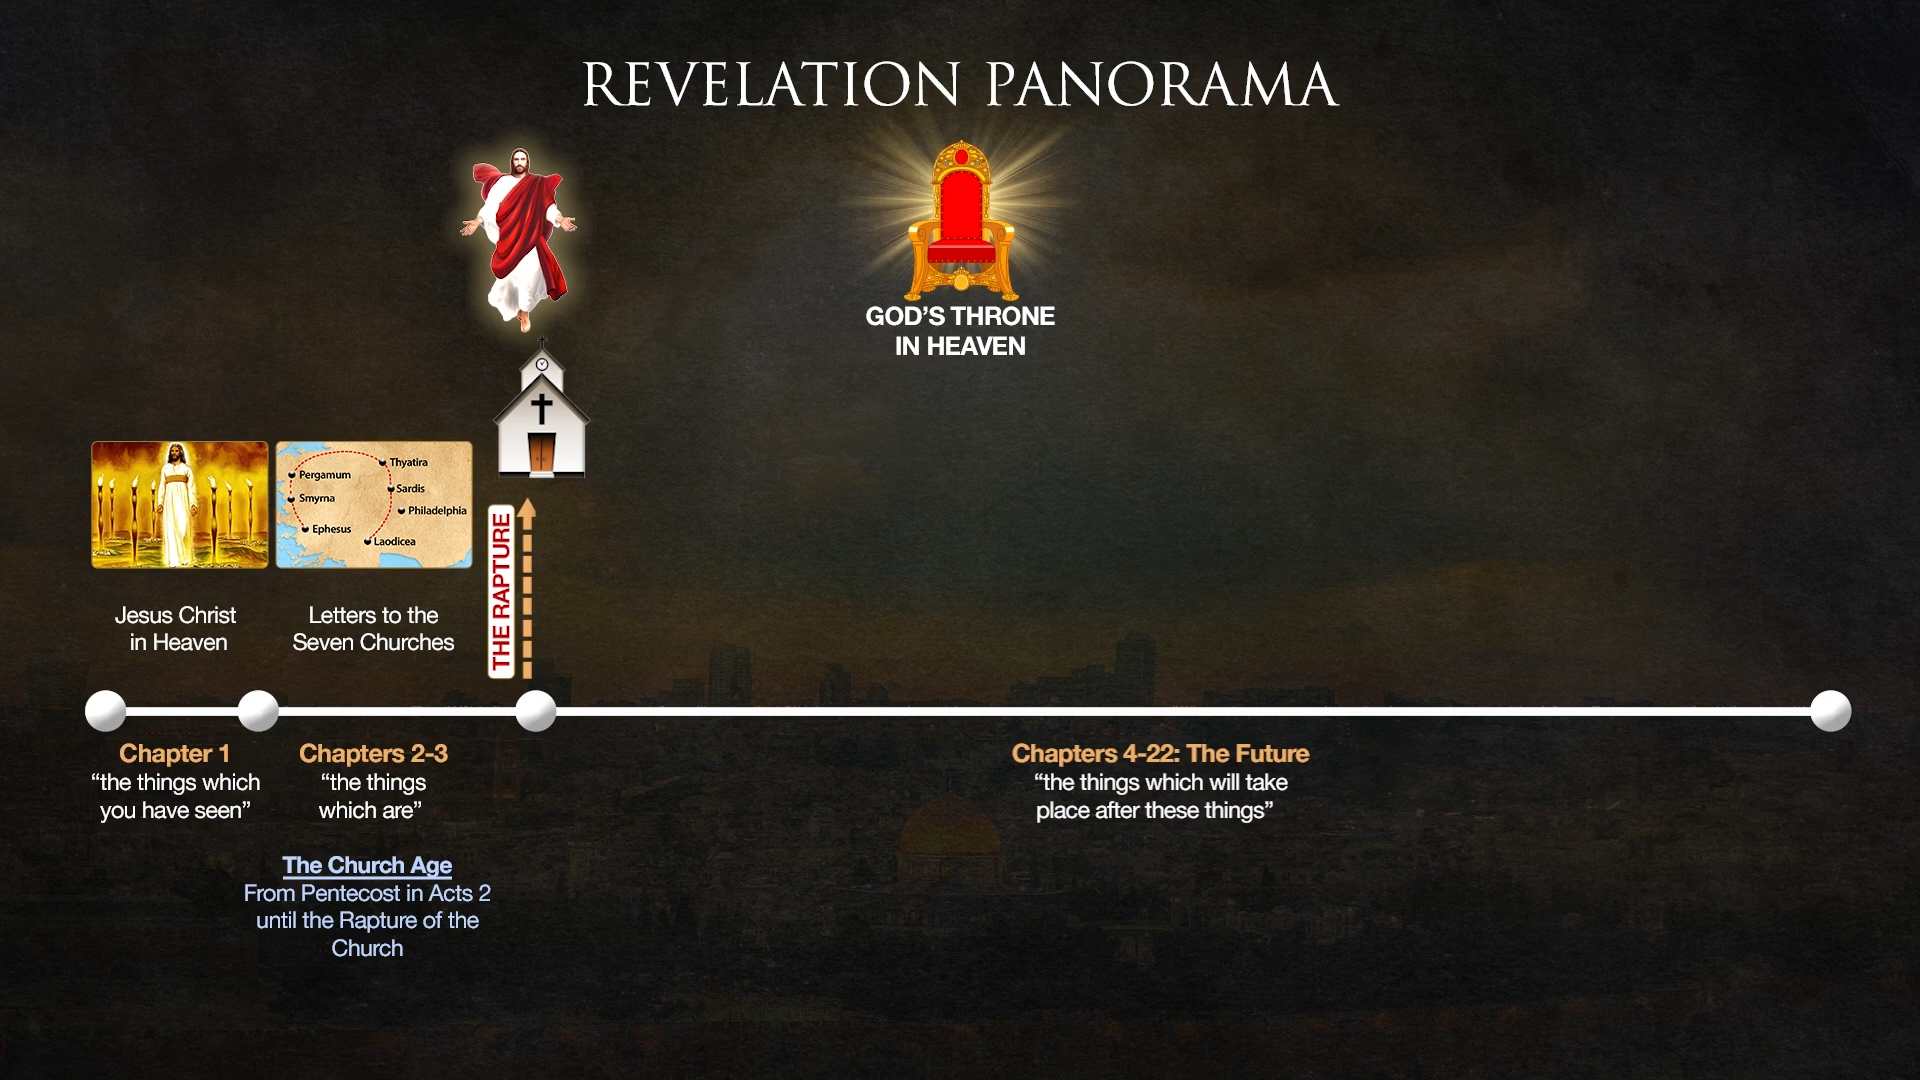 REVELATION PANORAMA
GOD’S THRONE
IN HEAVEN
Thyatira
Pergamum
Sardis
Smyrna
Philadelphia
Ephesus
Laodicea
THE RAPTURE
Jesus Christ
in Heaven
Letters to the
Seven Churches
Chapter 1
“the things which
you have seen”
Chapters 2-3
“the things
which are”
Chapters 4-22: The Future
“the things which will take
place after these things”
The Church Age
From Pentecost in Acts 2
until the Rapture of the
Church